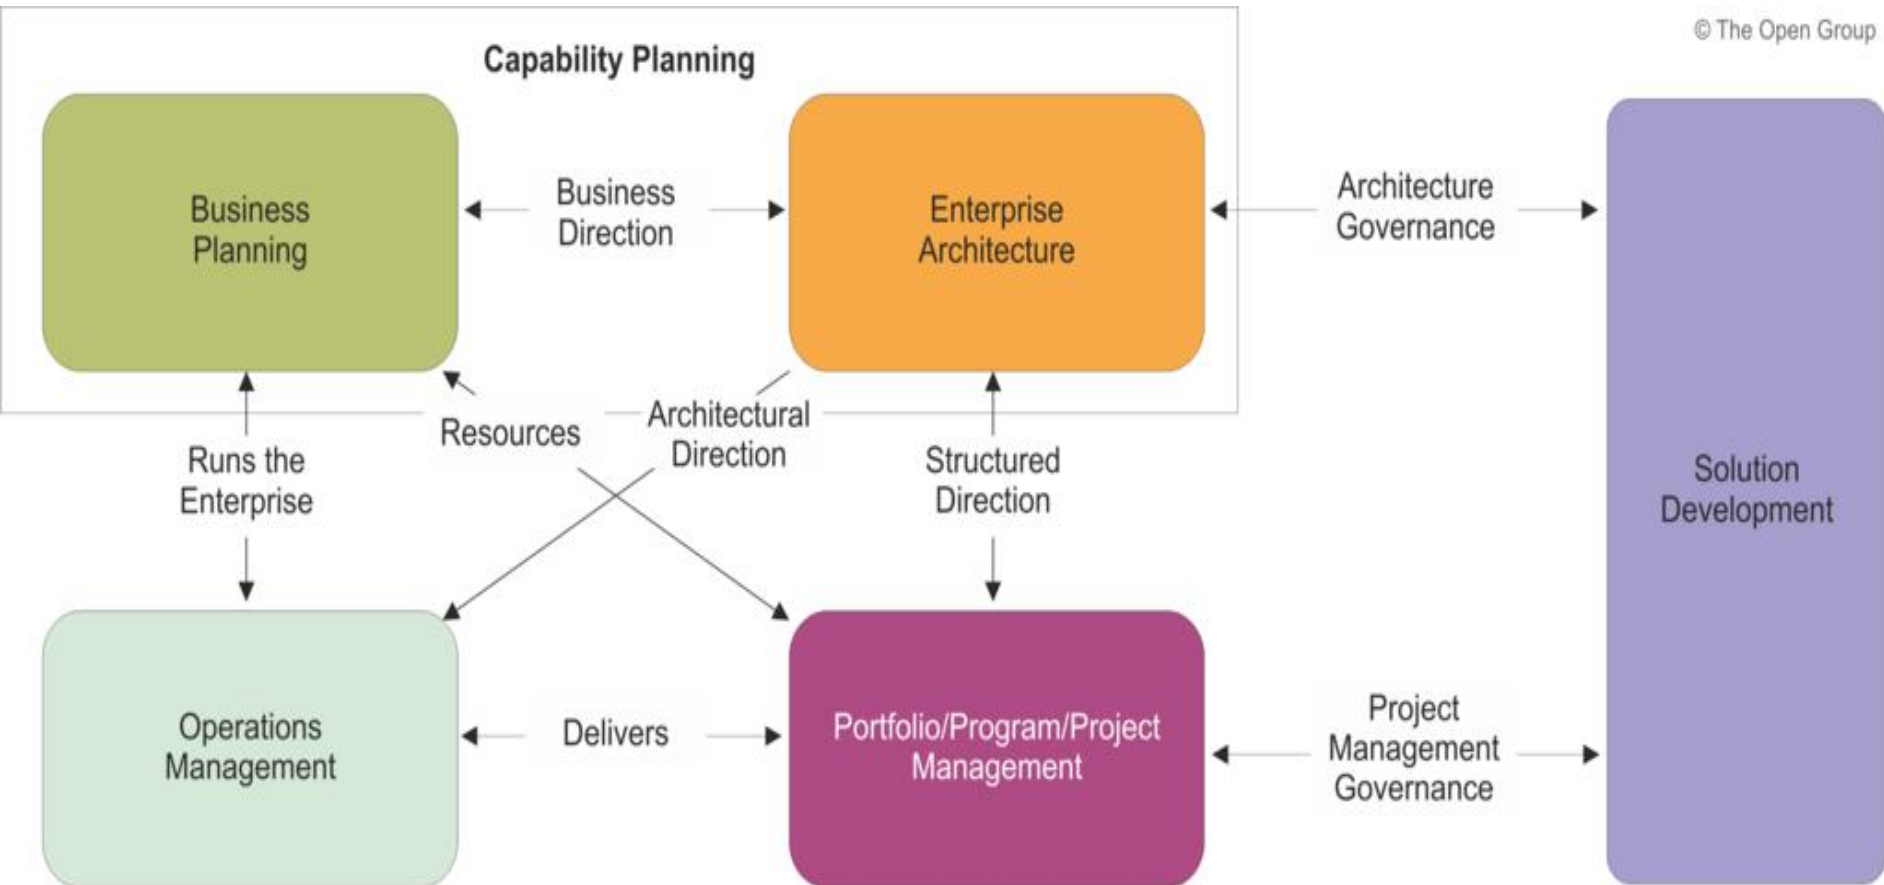 © The Open Group
Capability Planning
Business
Planning
Business
Direction
Enterprise
Architecture
Architecture
Governance
Resources
Architectural
Direction
Runs the
Enterprise
Structured
Direction
Solution
Development
Operations
Management
Delivers
Portfolio/Program/Project
Management
Project
Management
Governance